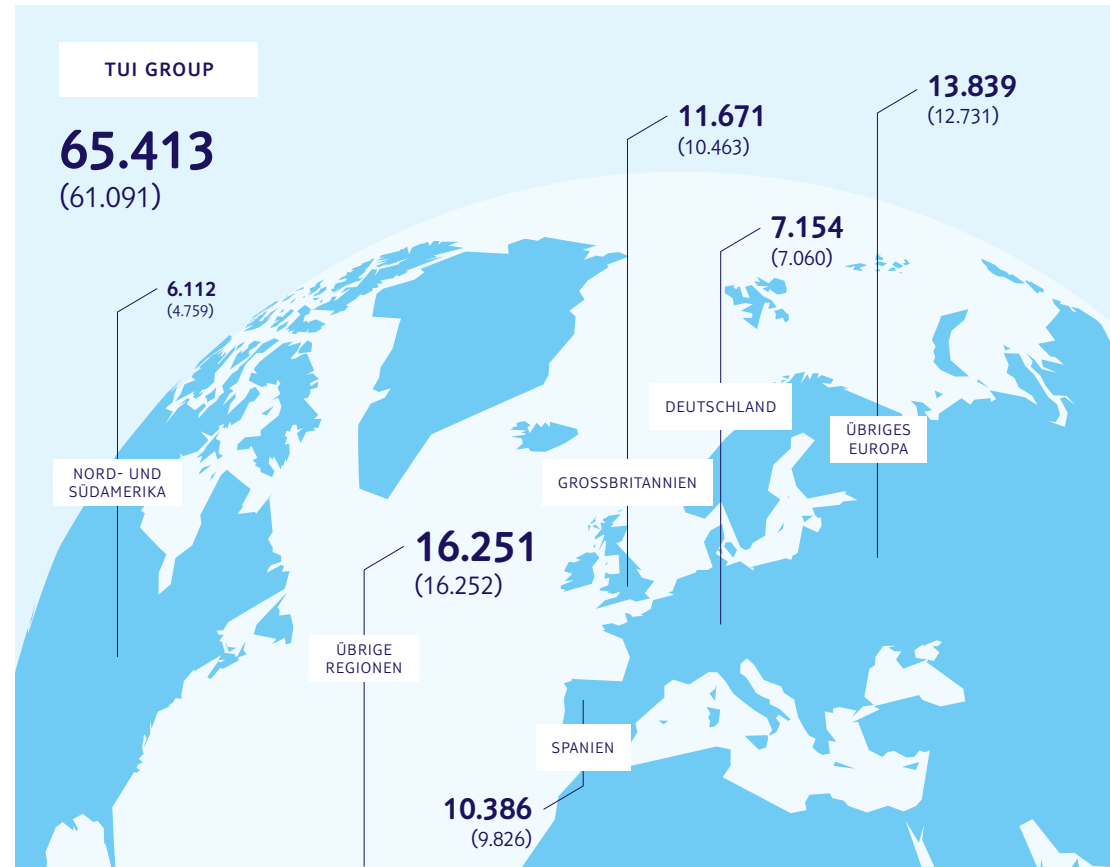 TUI GROUP
65.413
(61.091)
13.839
(12.731)
11.671
(10.463)
7.154
(7.060)
6.112
(4.759)
DEUTSCHLAND
ÜBRIGES
EUROPA
NORD- UND
SÜDAMERIKA
GROSSBRITANNIEN
16.251
(16.252)
ÜBRIGE
REGIONEN
SPANIEN
10.386
(9.826)